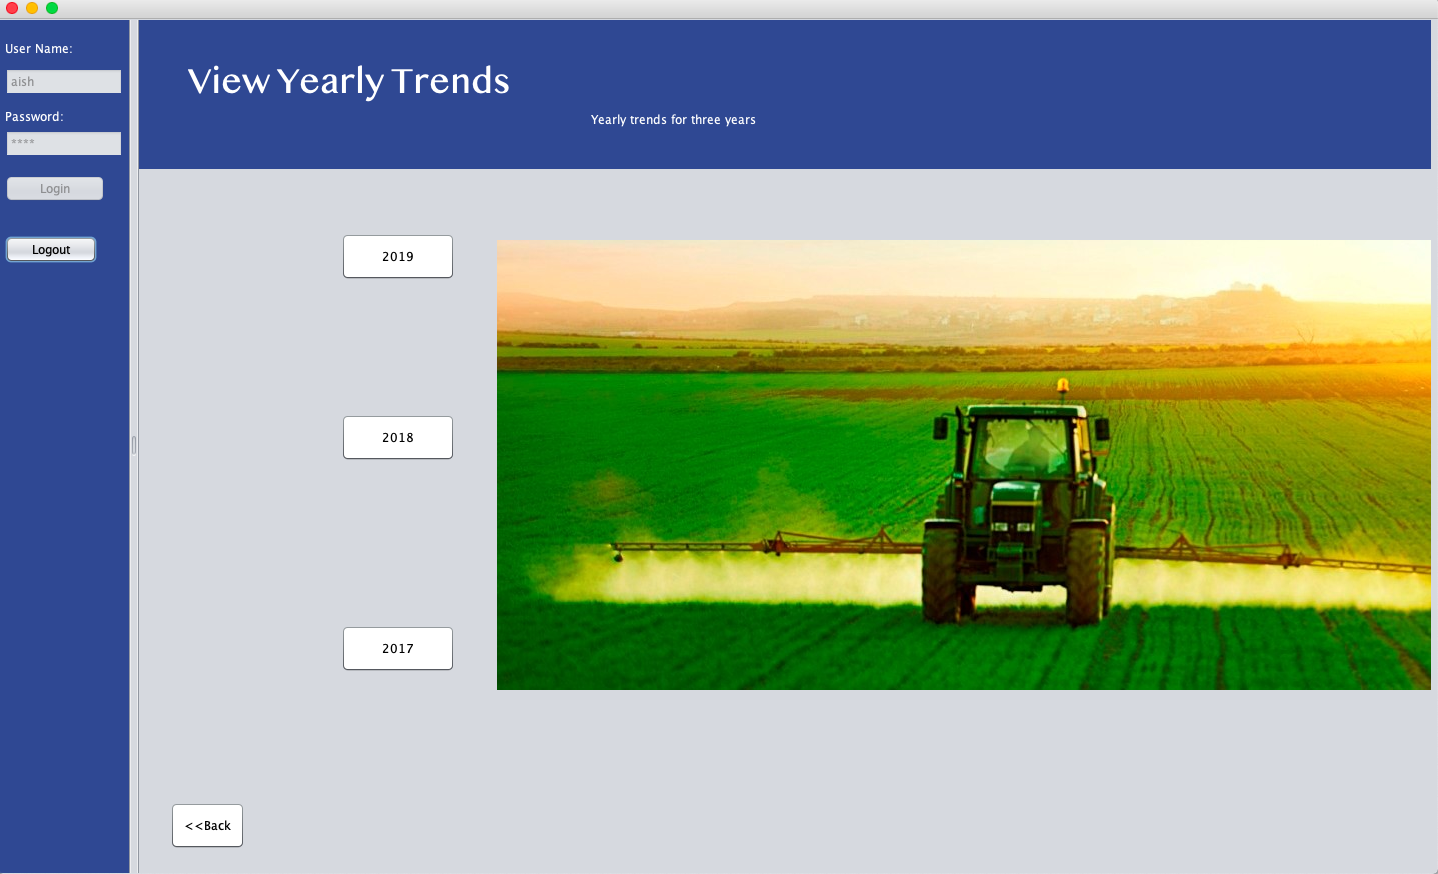 User Name:
aish
Password:
****
Login
Logout
View Yearly Trends
Yearly trends for three years
2019
2018
2017
<<Back